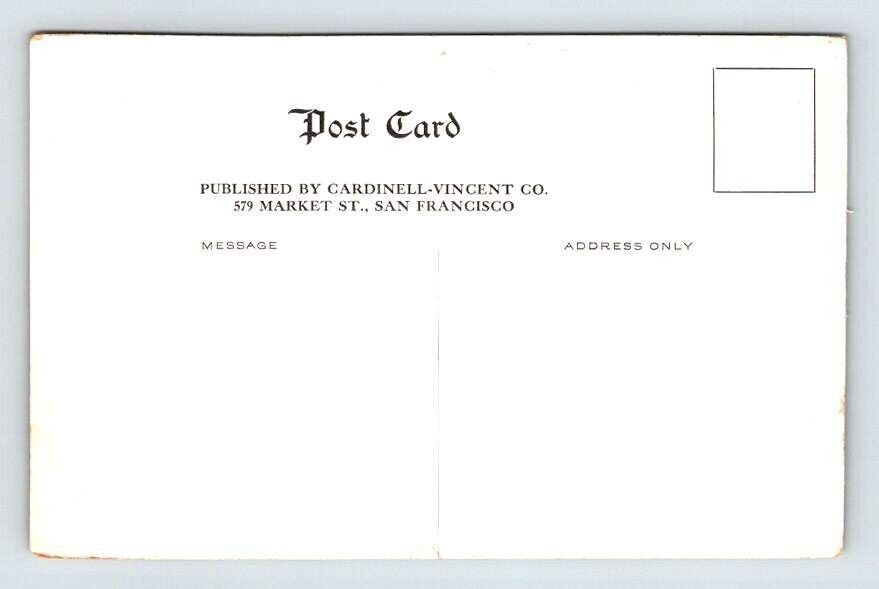 Post Card
PUBLISHED BY CARDINELL-VINCENT CO.
579 MARKET ST., SAN FRANCISCO
MESSAGE
ADDRESS ONLY